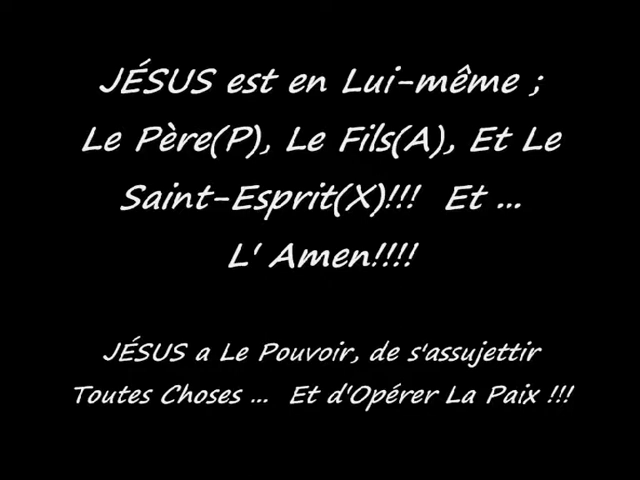 JÉSUS est en Lui-même ;
Le Père(P), Le Fils(A), Et Le
Saint-Esprit(X)!!! Et ...
L' Amen!!!!
JÉSUS a Le Pouvoir, de s'assujettir
Toutes Choses ... Et d'Opérer La Paix !!!